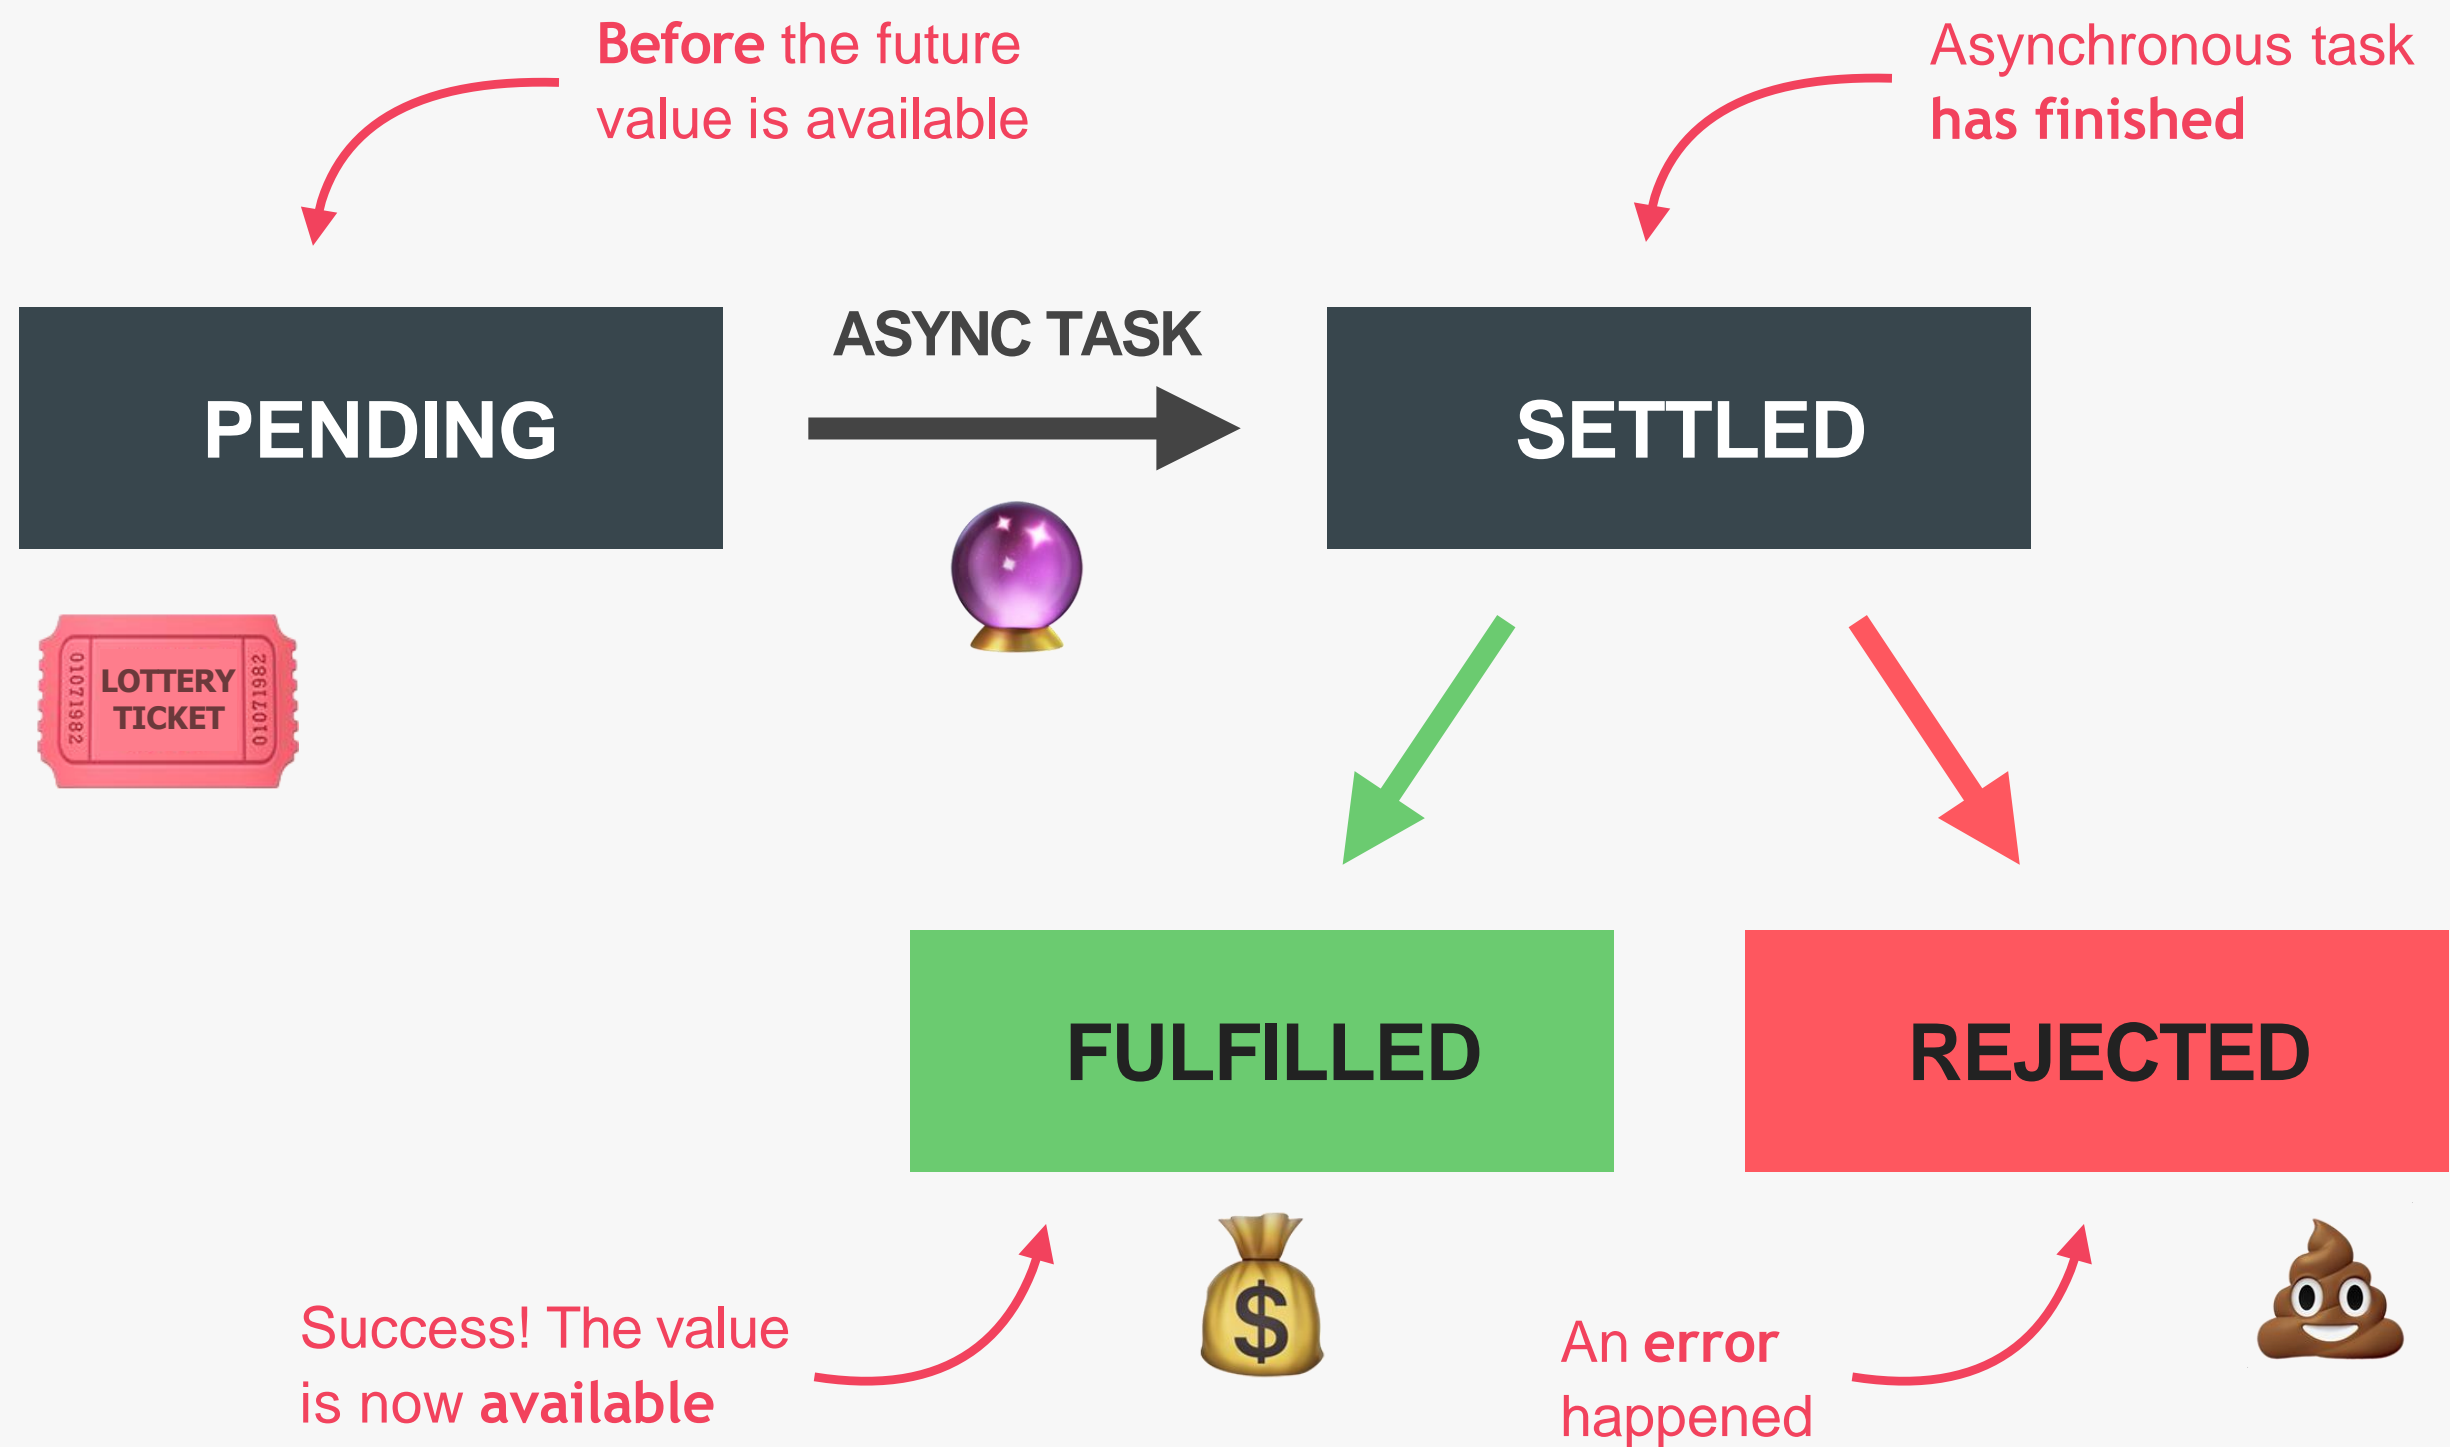 Before the future
value is available
Asynchronous task
has finished
PENDING
ASYNC TASK
SETTLED
01071982
LOTTERY
TICKET
01071982
FULFILLED
REJECTED
$
Success! The value
is now available
An error
happened